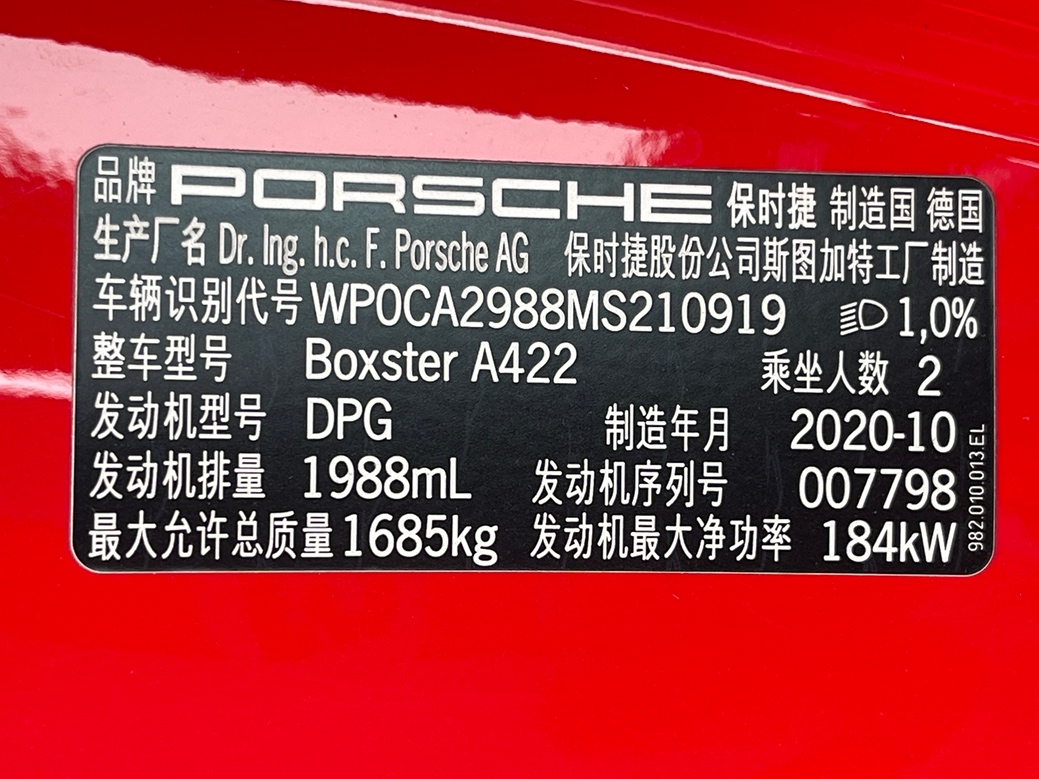 品牌 PORSCHE 保时捷 制造国 德国
生产厂名 Dr. Ing. h.c. F. Porsche AG 保时捷股份公司斯图加特工厂制造
车辆识别代号 WP0CA2988MS210919 1,0%
整车型号 Boxster A422 乘坐人数 2
发动机型号 DPG 制造年月 2020-10
发动机排量 1988mL 发动机序列号 007798
最大允许总质量 1685kg 发动机最大净功率 184kW
982.010.013.EL